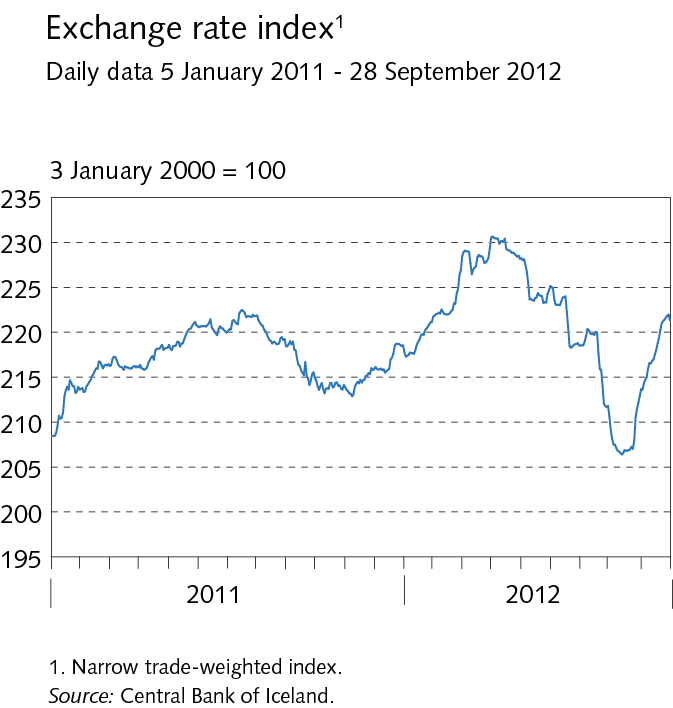 Exchange rate index¹
Daily data 5 January 2011 - 28 September 2012
3 January 2000 = 100
235
230
225
220
215
210
205
200
195
2011 2012
1. Narrow trade-weighted index.
Source: Central Bank of Iceland.